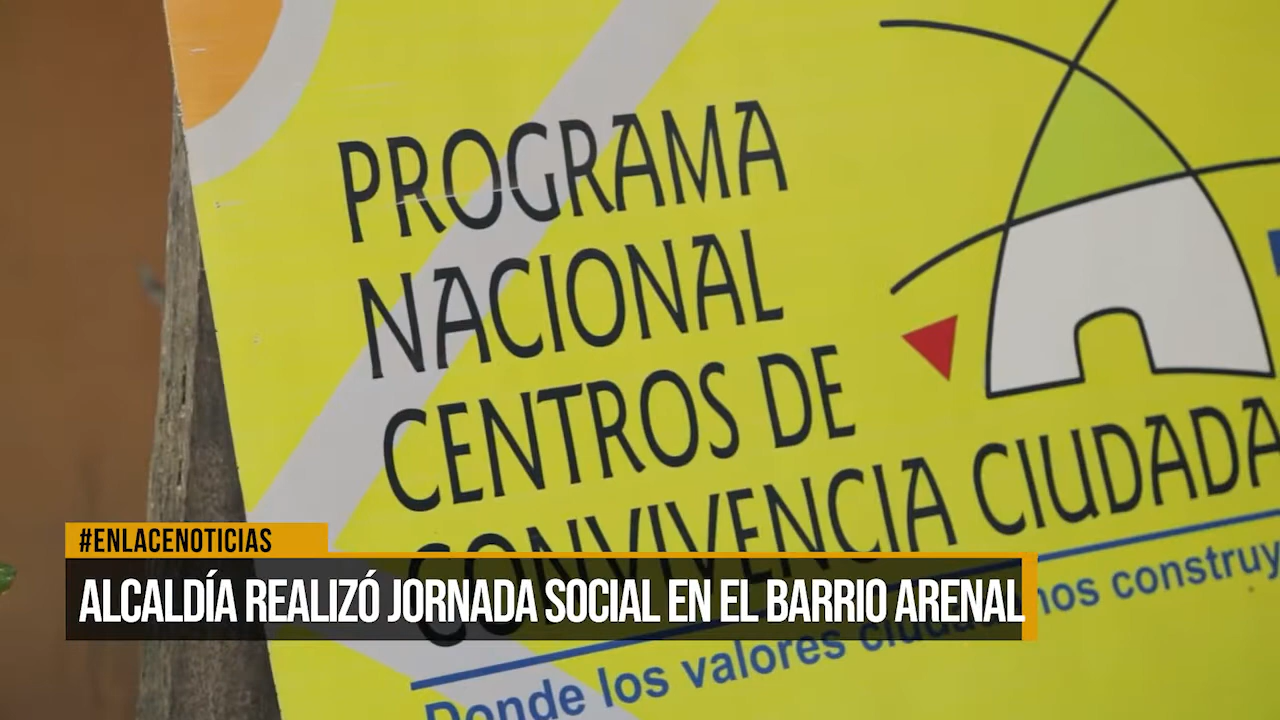 PROGRAMA
NACIONAL
CENTROS DE
CONVIVENCIA CIUDADA
Donde los valores ciudadanos construy
#ENLACENOTICIAS
ALCALDÍA REALIZÓ JORNADA SOCIAL EN EL BARRIO ARENAL